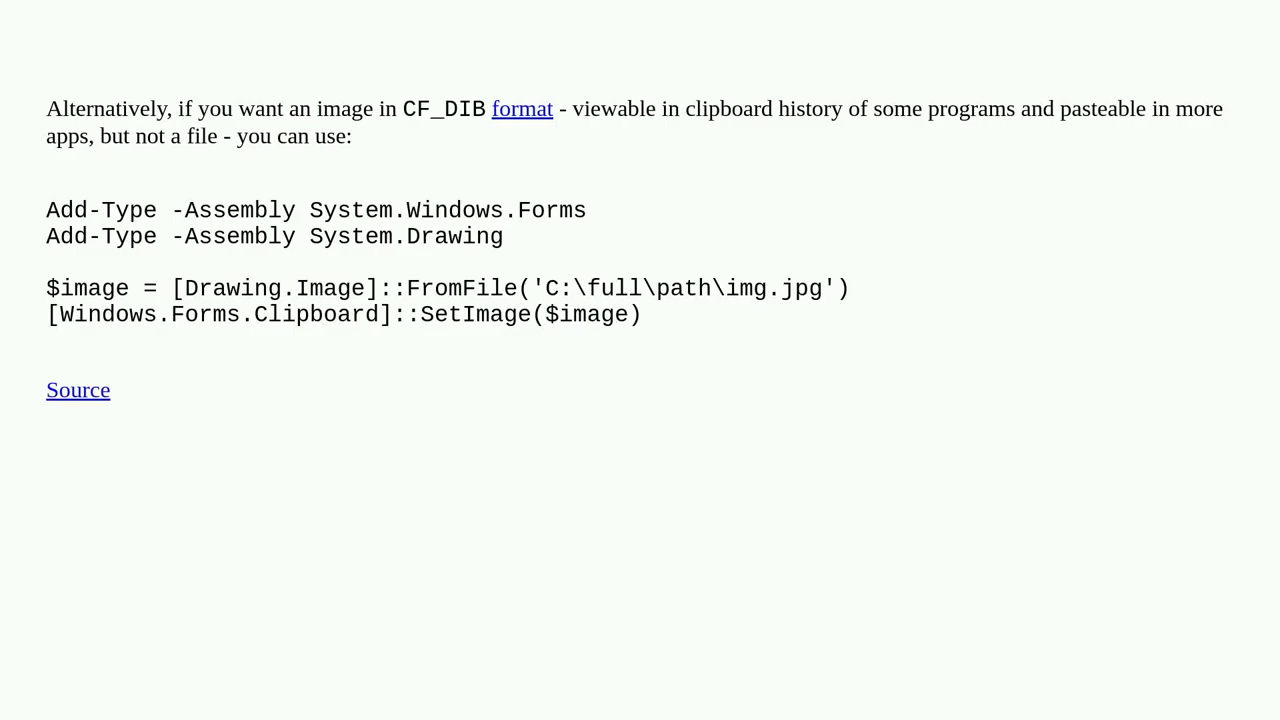 Alternatively, if you want an image in CF_DIB format - viewable in clipboard history of some programs and pasteable in more
apps, but not a file - you can use:
Add-Type -Assembly System.Windows.Forms
Add-Type -Assembly System.Drawing
$image = [Drawing.Image]::FromFile('C:\full\path\img.jpg')
[Windows.Forms.Clipboard]::SetImage($image)
Source